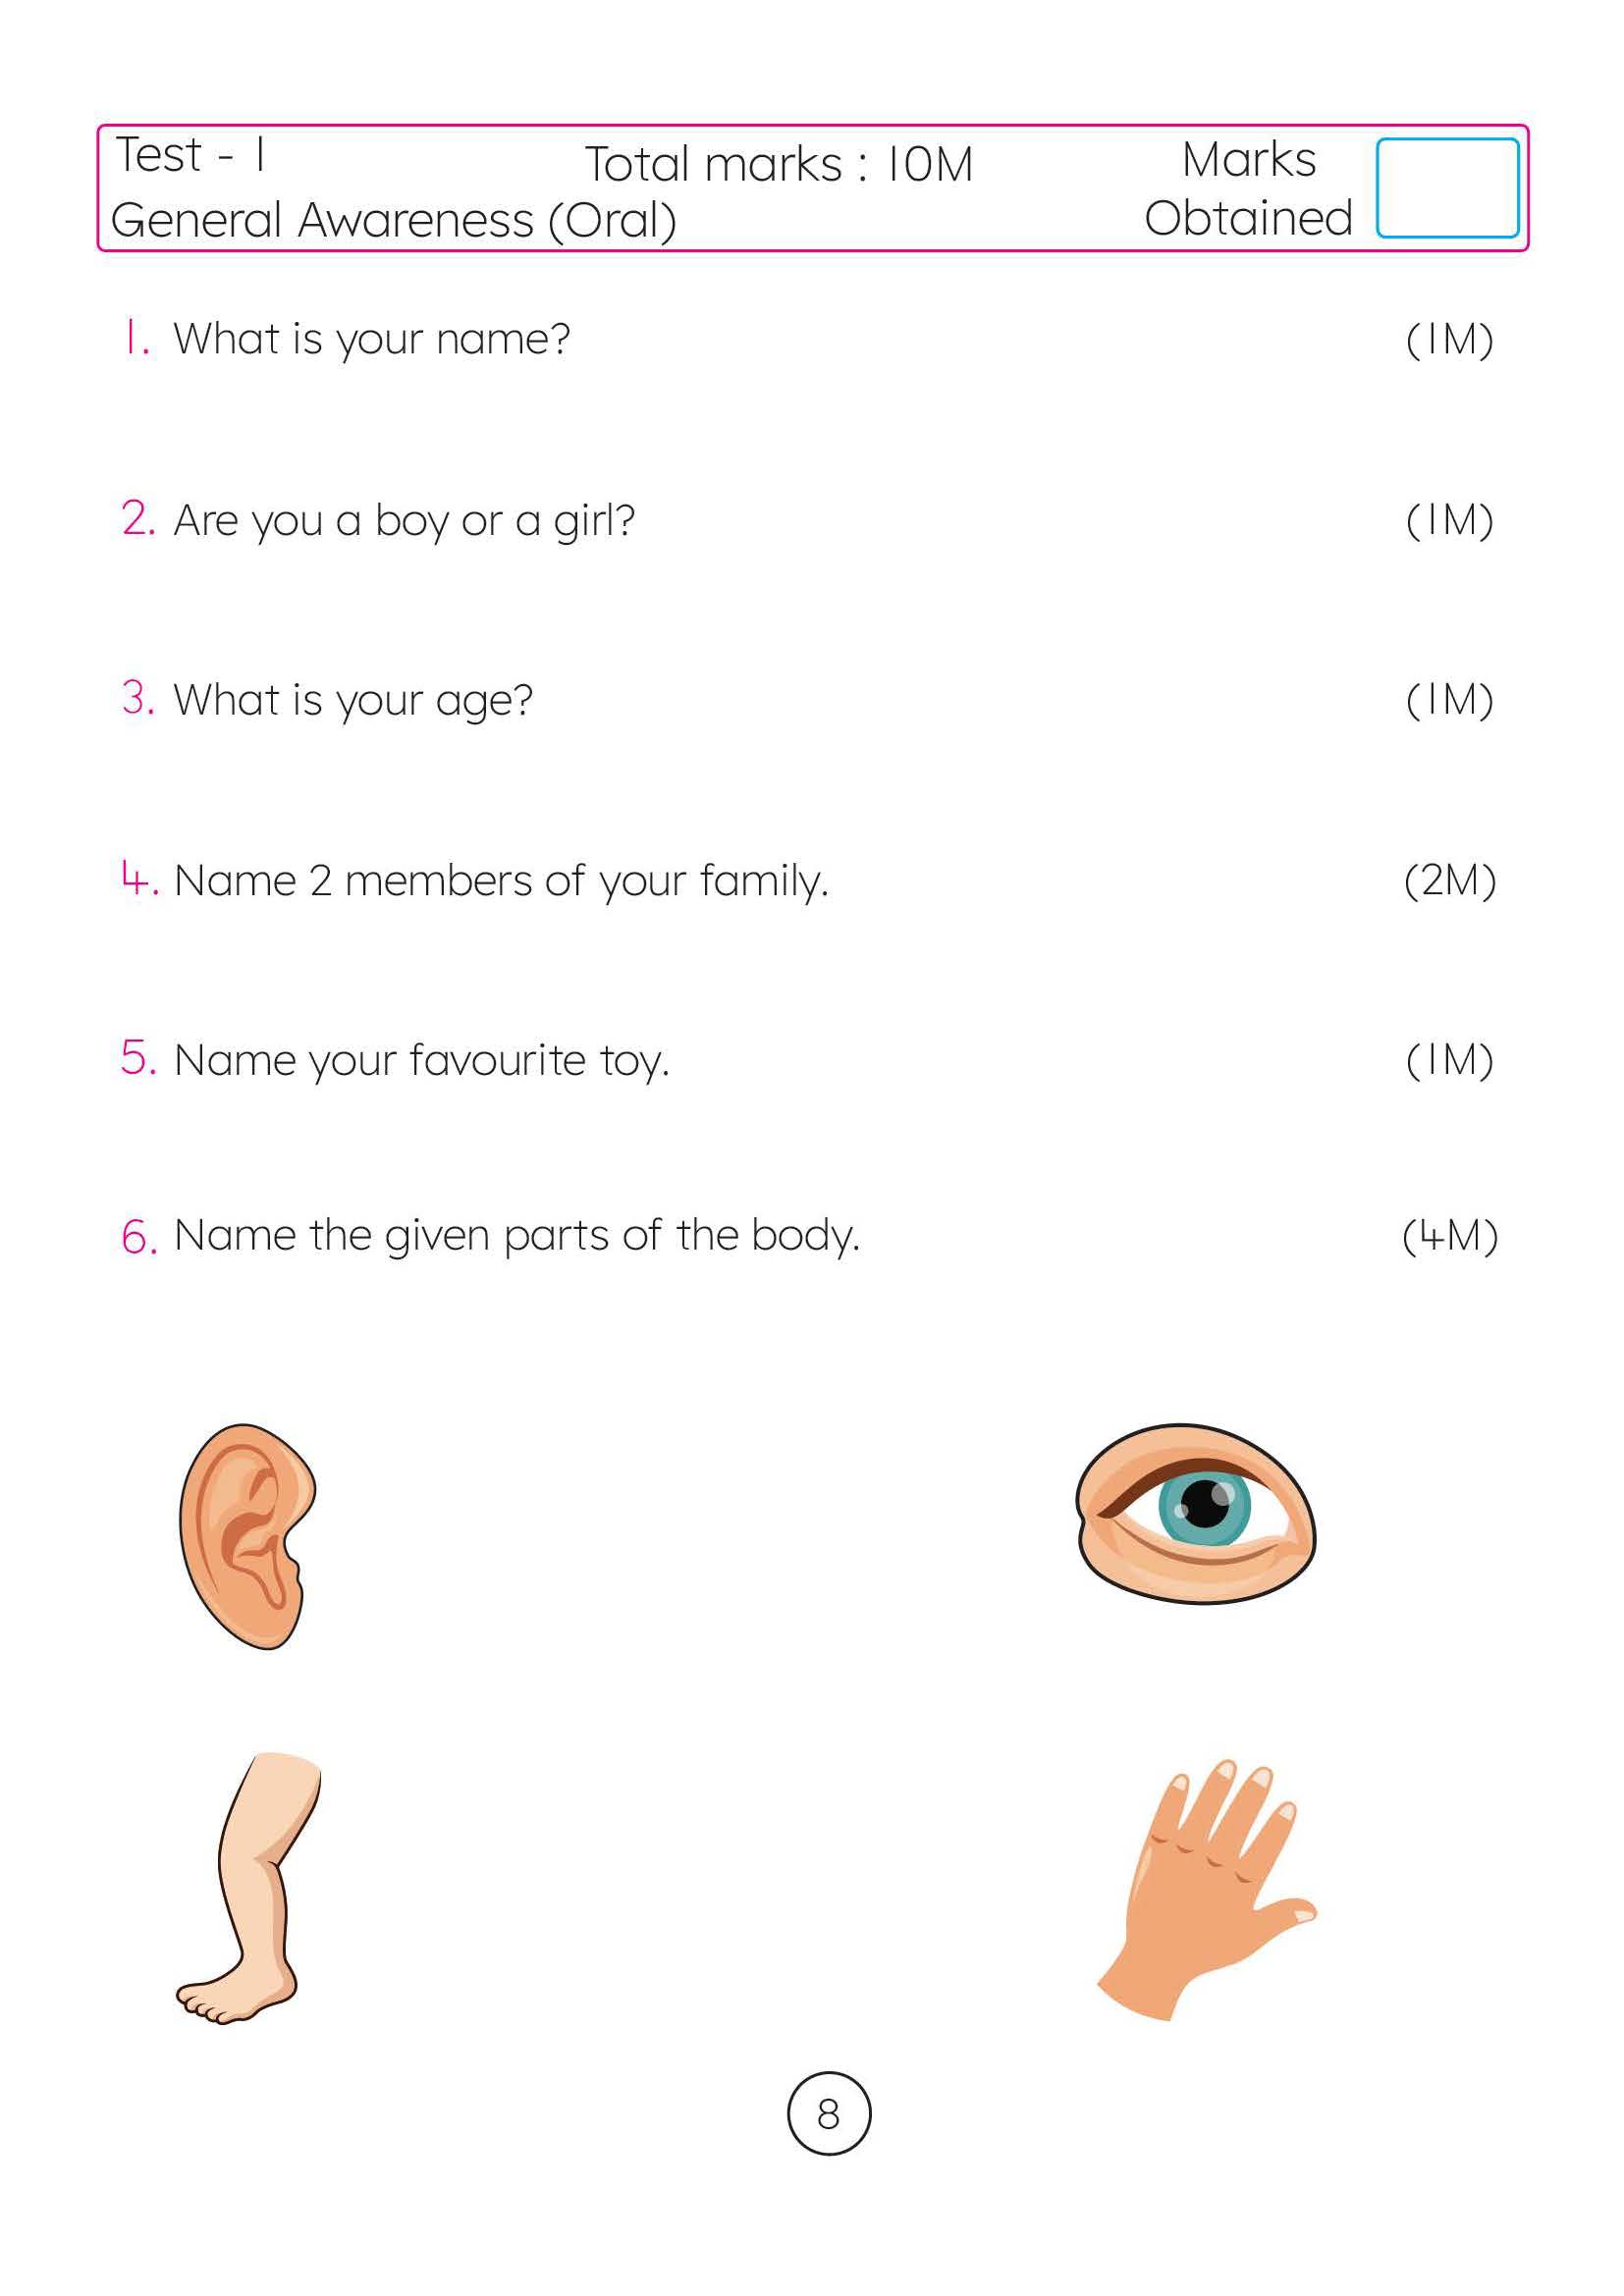 Test - 1
Total marks : 10M
Marks
Obtained
General Awareness (Oral)
1. What is your name? (1M)
2. Are you a boy or a girl? (1M)
3. What is your age? (1M)
4. Name 2 members of your family. (2M)
5. Name your favourite toy. (1M)
6. Name the given parts of the body. (4M)
8